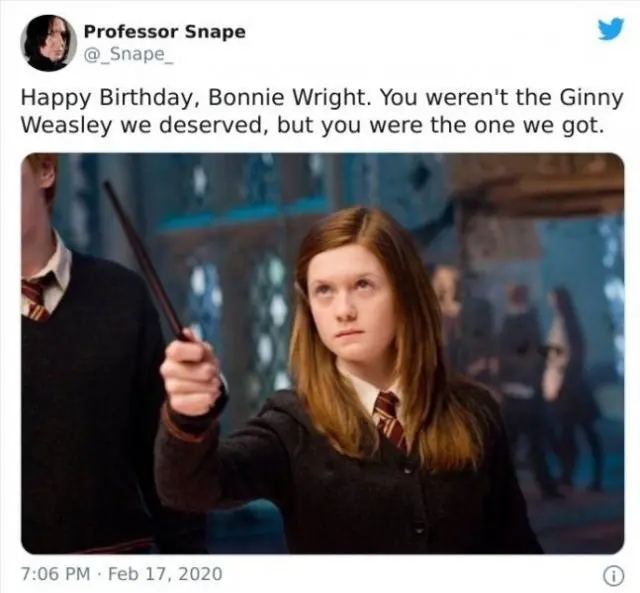 Professor Snape
@_Snape_
Happy Birthday, Bonnie Wright. You weren't the Ginny
Weasley we deserved, but you were the one we got.
7:06 PM · Feb 17, 2020